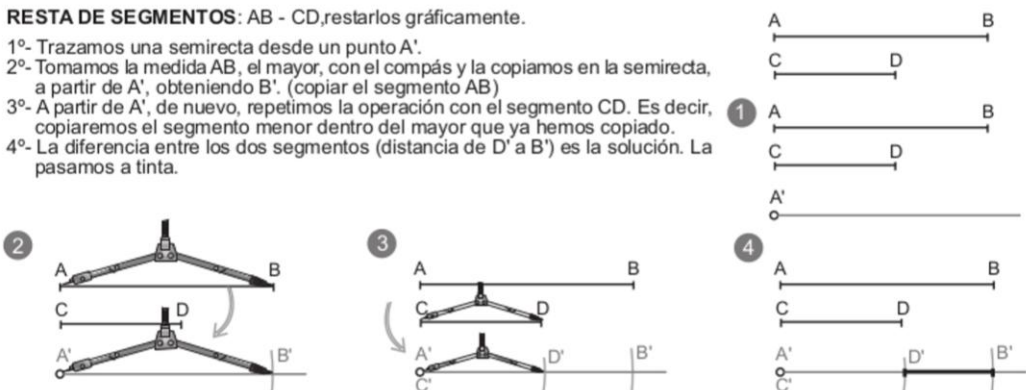 RESTA DE SEGMENTOS: AB - CD,restarlos gráficamente.
1º- Trazamos una semirecta desde un punto A'.
2º- Tomamos la medida AB, el mayor, con el compás y la copiamos en la semirecta,
a partir de A', obteniendo B'. (copiar el segmento AB)
3º- A partir de A', de nuevo, repetimos la operación con el segmento CD. Es decir,
copiaremos el segmento menor dentro del mayor que ya hemos copiado.
4º- La diferencia entre los dos segmentos (distancia de D' a B') es la solución. La
pasamos a tinta.
A B
C D
1 A B
C D
A'
2
A B
C D
A' B'
3
A B
C D
A' D' B'
C'
4
A B
C D
A' D' B'
C'